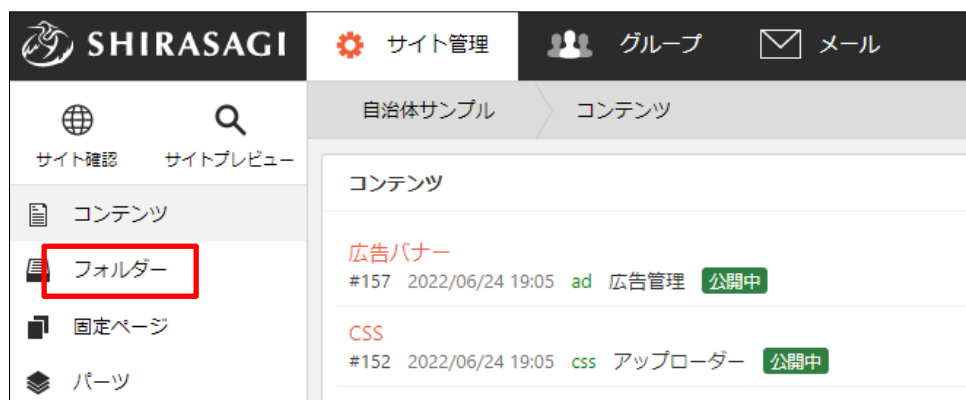 SHIRASAGI サイト管理 グループ メール
サイト確認 サイトプレビュー
自治体サンプル コンテンツ
コンテンツ
フォルダー
固定ページ
パーツ
コンテンツ
広告バナー
#157 2022/06/24 19:05 ad 広告管理 公開中
CSS
#152 2022/06/24 19:05 css アップローダー 公開中